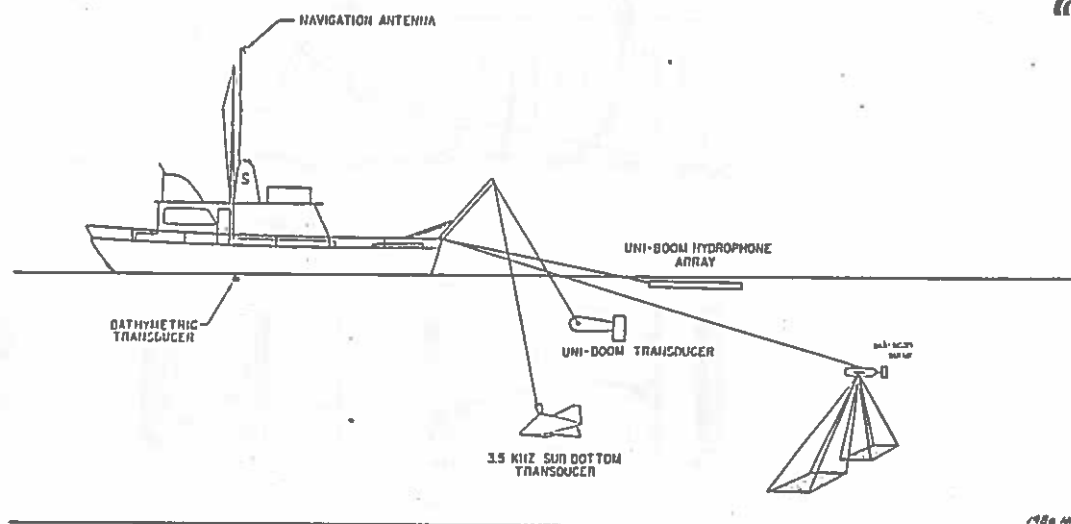 NAVIGATION ANTENNA
S
UNI-BOOM HYDROPHONE
ARRAY
BATHYMETRIC
TRANSDUCER
UNI-BOOM TRANSDUCER
3.5 KHZ SUB BOTTOM
TRANSDUCER